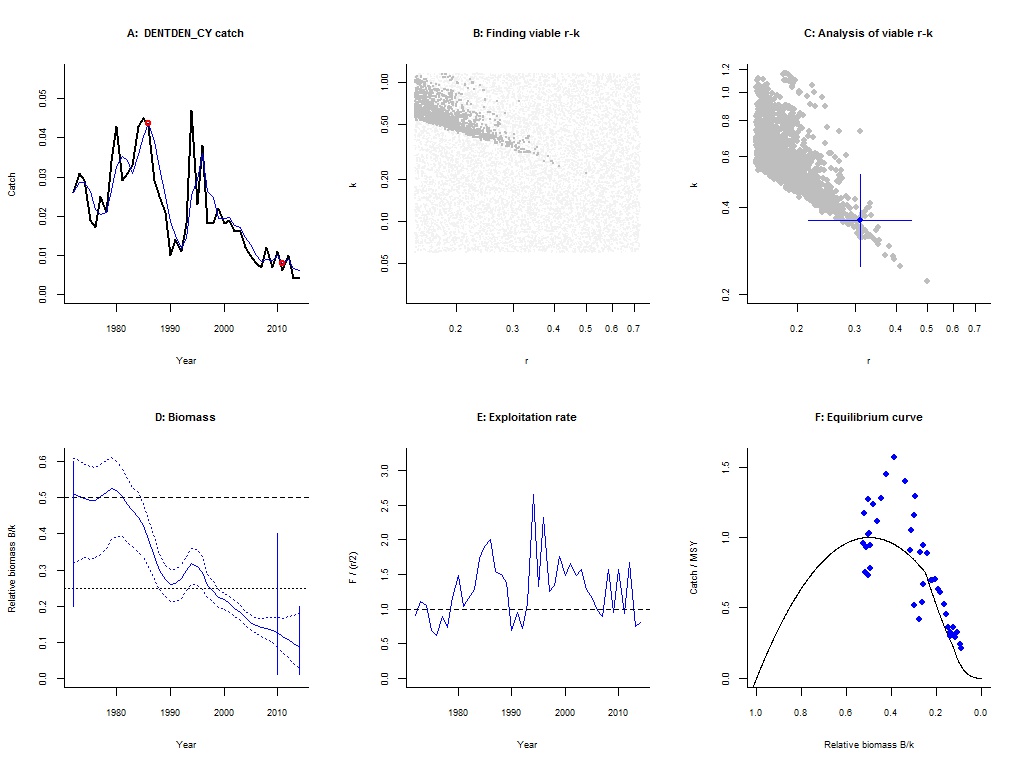 A:  DENTDEN_CY catch
B: Finding viable r-k
C: Analysis of viable r-k
Catch
0.00 0.01 0.02 0.03 0.04 0.05
1980 1990 2000 2010
Year
k
0.05 0.10 0.20 0.50 1.00
0.2 0.3 0.4 0.5 0.6 0.7
r
k
0.2 0.4 0.6 0.8 1.0 1.2
0.2 0.3 0.4 0.5 0.6 0.7
r
D: Biomass
E: Exploitation rate
F: Equilibrium curve
Relative biomass B/k
0.0 0.1 0.2 0.3 0.4 0.5 0.6
1980 1990 2000 2010
Year
F / (r/2)
0.0 0.5 1.0 1.5 2.0 2.5 3.0
1980 1990 2000 2010
Year
Catch / MSY
0.0 0.5 1.0 1.5
1.0 0.8 0.6 0.4 0.2 0.0
Relative biomass B/k